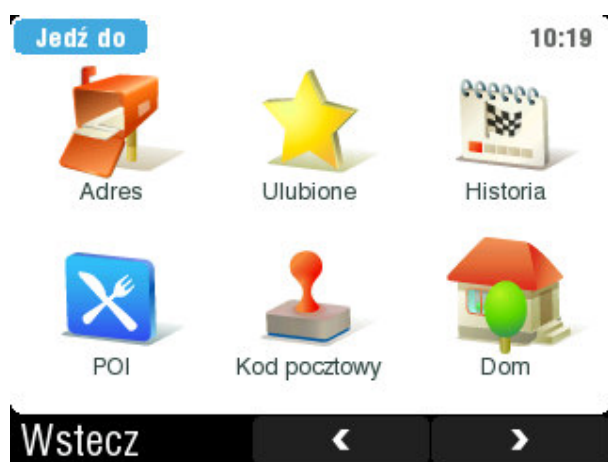 Jedź do
10:19
Adres
Ulubione
Historia
POI
Kod pocztowy
Dom
Wstecz